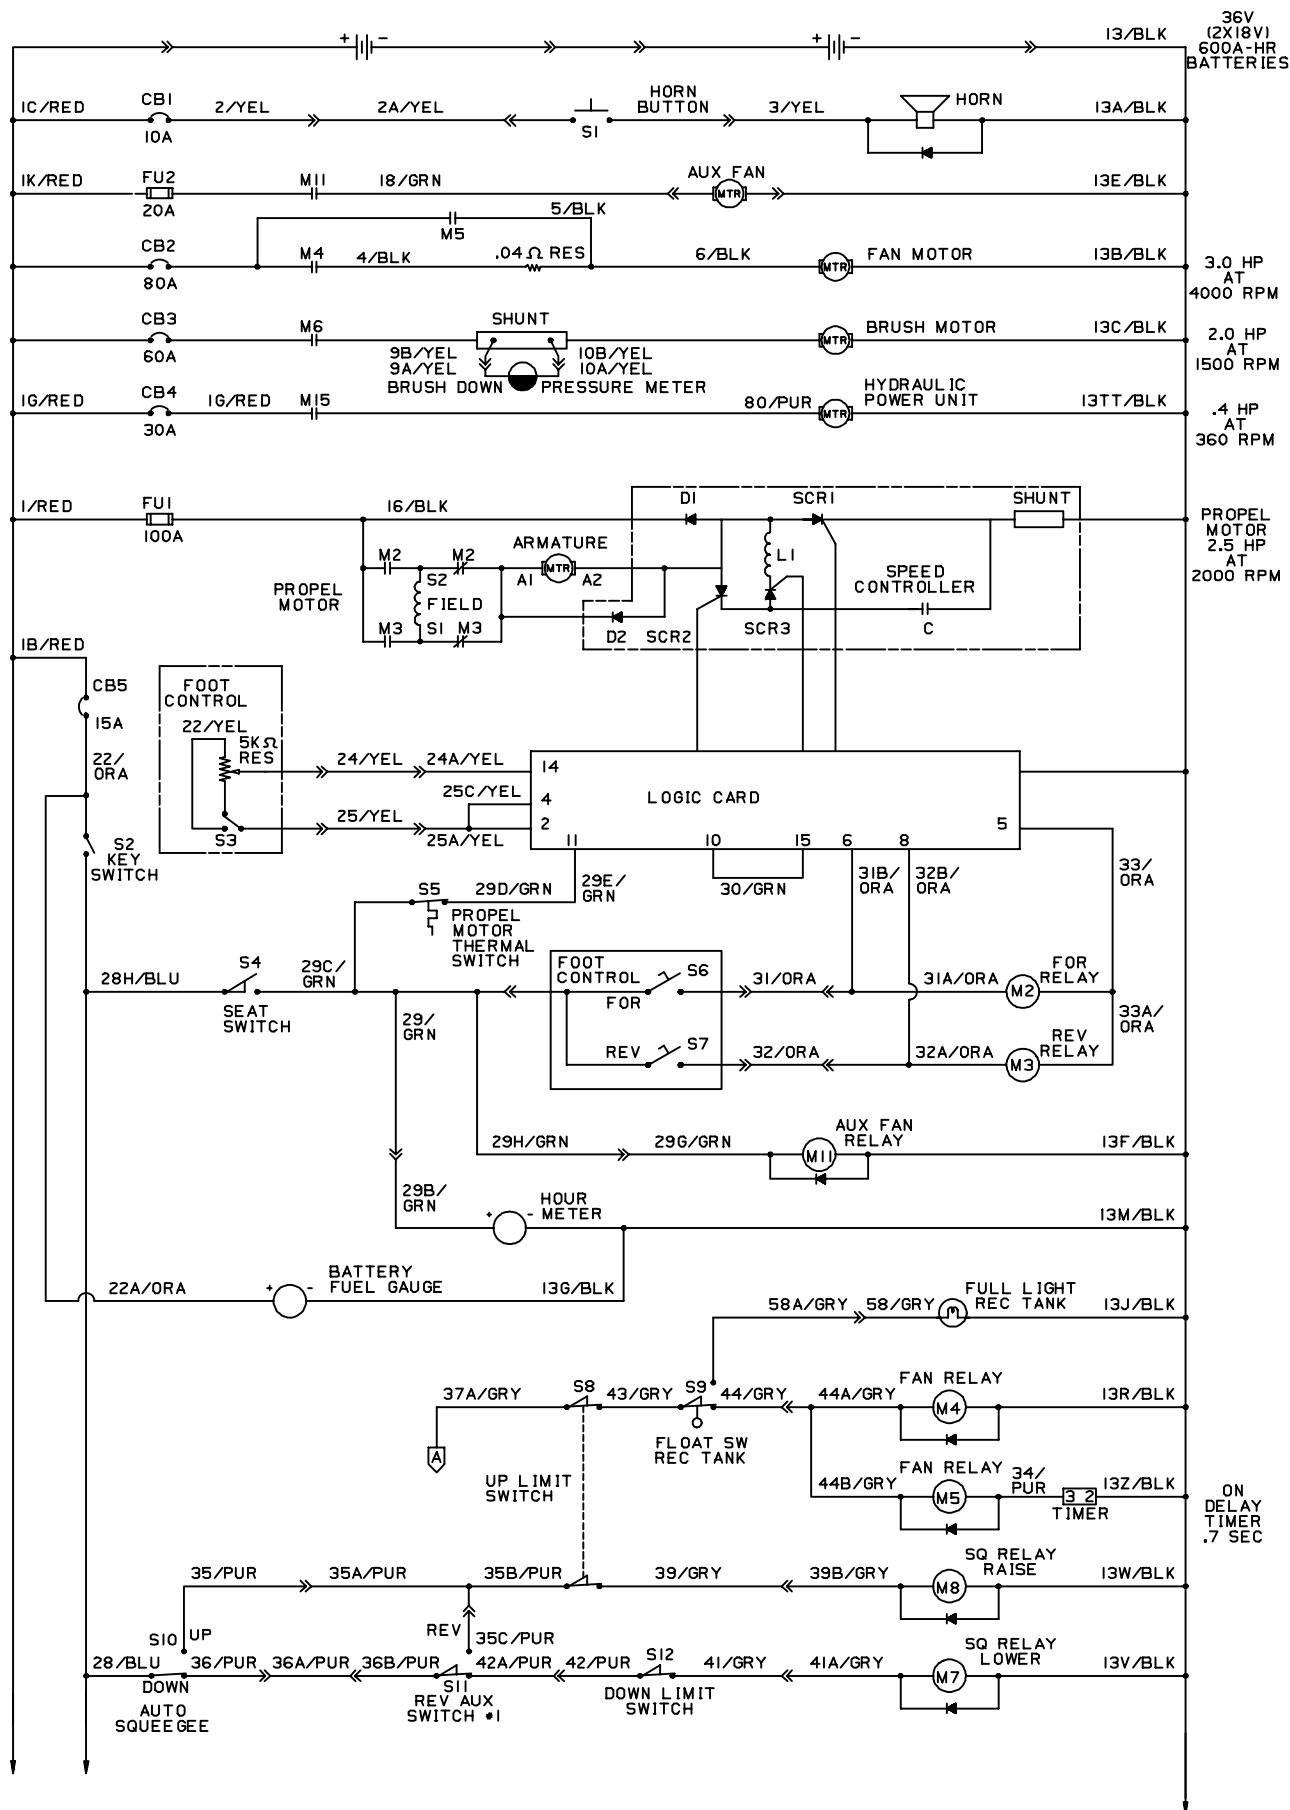 36V
(2X18V)
600A-HR
BATTERIES
+ -
+ -
13/BLK
1C/RED
CB1
10A
2/YEL
2A/YEL
HORN
BUTTON
S1
3/YEL
HORN
13A/BLK
1K/RED
FU2
20A
M11
18/GRN
AUX FAN
MTR
13E/BLK
5/BLK
M5
CB2
80A
M4
4/BLK
.04 Ω RES
6/BLK
MTR
FAN MOTOR
13B/BLK
3.0 HP
AT
4000 RPM
CB3
60A
M6
SHUNT
9B/YEL
9A/YEL
10B/YEL
10A/YEL
BRUSH DOWN PRESSURE METER
MTR
BRUSH MOTOR
13C/BLK
2.0 HP
AT
1500 RPM
1G/RED
CB4
30A
1G/RED
M15
80/PUR
MTR
HYDRAULIC
POWER UNIT
13TT/BLK
.4 HP
AT
360 RPM
1/RED
FU1
100A
16/BLK
D1
SCR1
SHUNT
PROPEL
MOTOR
2.5 HP
AT
2000 RPM
PROPEL
MOTOR
M2
M2
S2
FIELD
S1
M3
M3
ARMATURE
A1
MTR
A2
L1
SPEED
CONTROLLER
D2
SCR2
SCR3
C
1B/RED
CB5
15A
22/
ORA
FOOT
CONTROL
22/YEL
5KΩ
RES
S3
24/YEL
24A/YEL
25C/YEL
25/YEL
25A/YEL
14
4
2
LOGIC CARD
5
11
10
15
6
8
S2
KEY
SWITCH
S5
29D/GRN
29E/
GRN
30/GRN
31B/
ORA
32B/
ORA
33/
ORA
PROPEL
MOTOR
THERMAL
SWITCH
28H/BLU
S4
SEAT
SWITCH
29C/
GRN
FOOT
CONTROL
FOR
S6
31/ORA
31A/ORA
M2
FOR
RELAY
33A/
ORA
29/
GRN
REV
S7
32/ORA
32A/ORA
M3
REV
RELAY
29H/GRN
29G/GRN
AUX FAN
RELAY
M11
13F/BLK
29B/
GRN
+ -
HOUR
METER
13M/BLK
22A/ORA
+ -
BATTERY
FUEL GAUGE
13G/BLK
58A/GRY
58/GRY
FULL LIGHT
REC TANK
13J/BLK
37A/GRY
A
S8
43/GRY
S9
44/GRY
44A/GRY
FAN RELAY
M4
13R/BLK
FLOAT SW
REC TANK
UP LIMIT
SWITCH
44B/GRY
FAN RELAY
M5
34/
PUR
3 2
TIMER
13Z/BLK
ON
DELAY
TIMER
.7 SEC
35/PUR
35A/PUR
35B/PUR
39/GRY
39B/GRY
SQ RELAY
RAISE
M8
13W/BLK
S10
UP
REV
35C/PUR
28/BLU
DOWN
36/PUR
36A/PUR
36B/PUR
S11
42A/PUR
42/PUR
S12
41/GRY
41A/GRY
SQ RELAY
LOWER
M7
13V/BLK
AUTO
SQUEEGEE
REV AUX
SWITCH #1
DOWN LIMIT
SWITCH